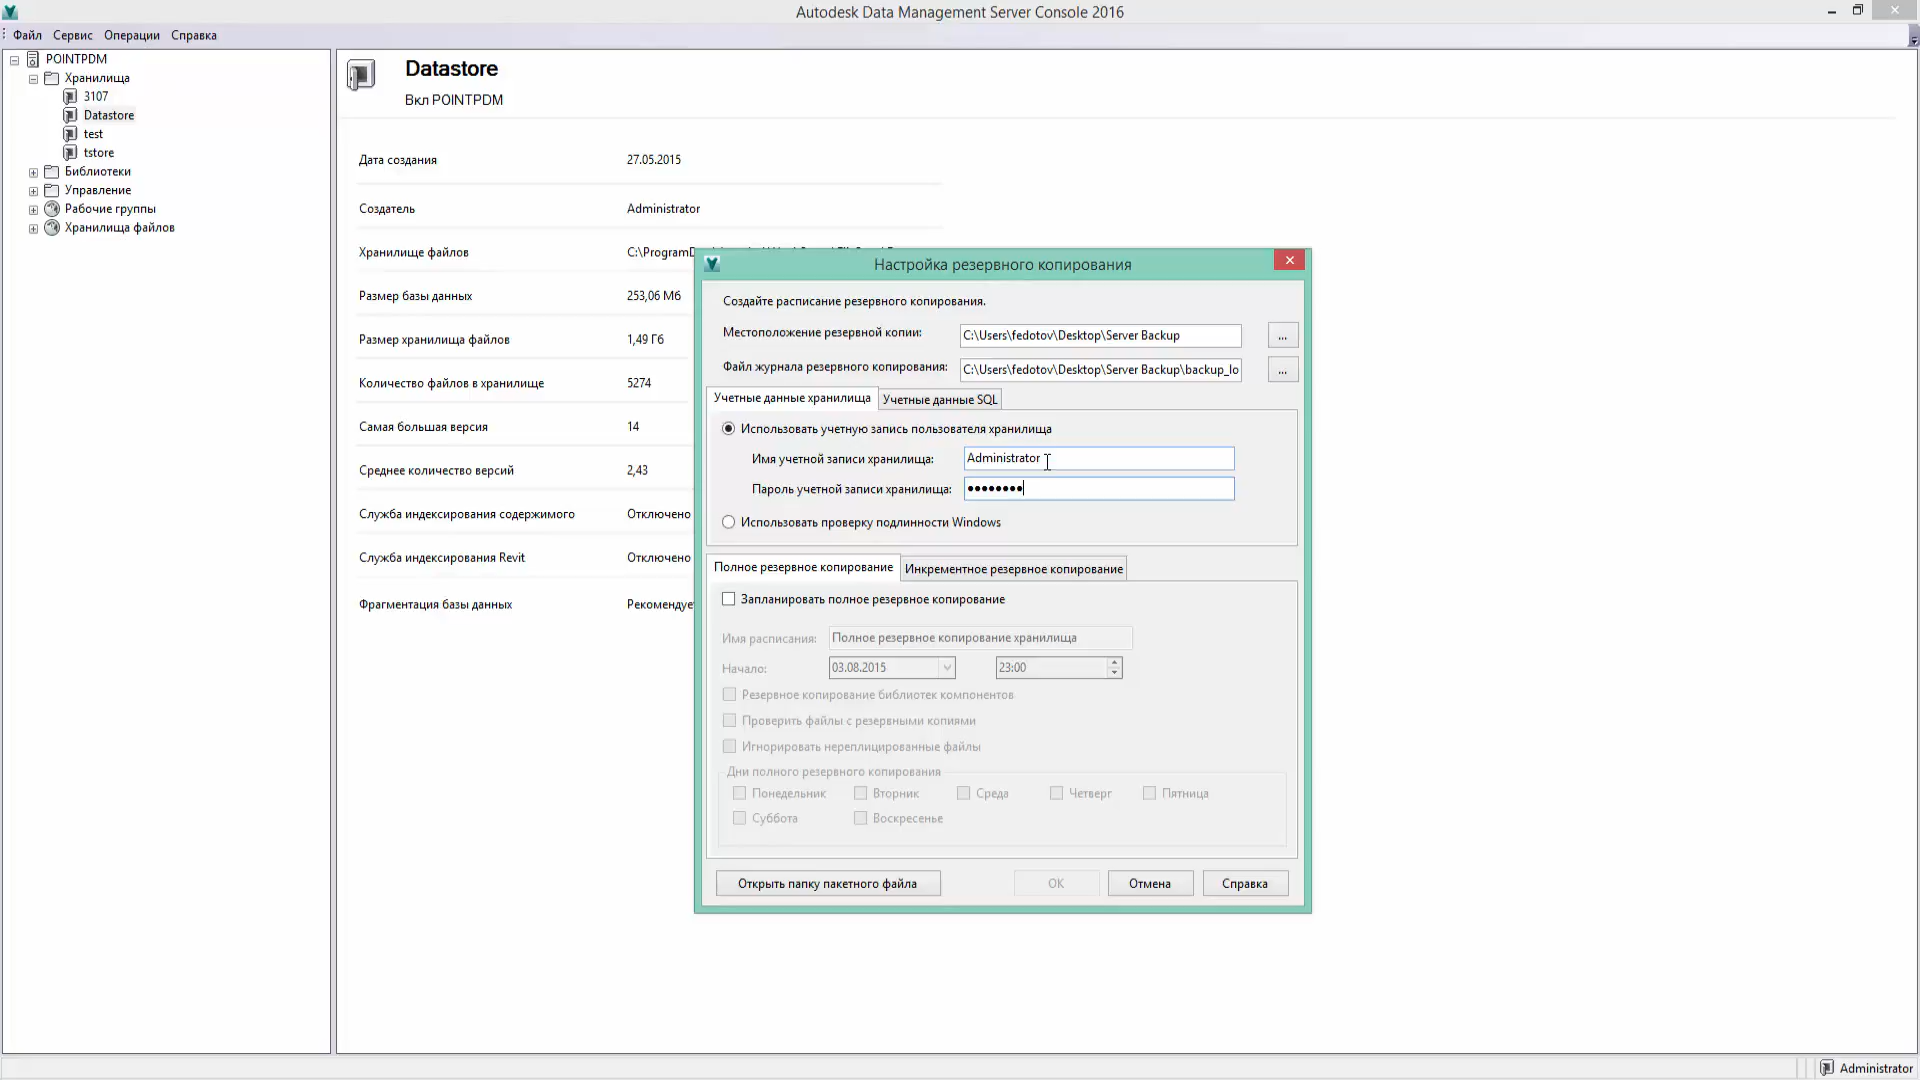 Autodesk Data Management Server Console 2016
Файл Сервис Операции Справка
POINTPDM
Хранилища
3107
Datastore
test
tstore
Библиотеки
Управление
Рабочие группы
Хранилища файлов
Datastore
Вкл POINTPDM
Дата создания 27.05.2015
Создатель Administrator
Хранилище файлов
Размер базы данных 253,06 Мб
Размер хранилища файлов 1,49 Гб
Количество файлов в хранилище 5274
Самая большая версия 14
Среднее количество версий 2,43
Служба индексирования содержимого Отключено
Служба индексирования Revit Отключено
Фрагментация базы данных Рекомендуе
Настройка резервного копирования
Создайте расписание резервного копирования.
Местоположение резервной копии: C:\Users\fedotov\Desktop\Server Backup ...
Файл журнала резервного копирования: C:\Users\fedotov\Desktop\Server Backup\backup_lo ...
Учетные данные хранилища Учетные данные SQL
Использовать учетную запись пользователя хранилища
Имя учетной записи хранилища: Administrator
Пароль учетной записи хранилища: ●●●●●●●●
Использовать проверку подлинности Windows
Полное резервное копирование Инкрементное резервное копирование
Запланировать полное резервное копирование
Имя расписания: Полное резервное копирование хранилища
Начало: 03.08.2015 23:00
Резервное копирование библиотек компонентов
Проверить файлы с резервными копиями
Игнорировать нереплицированные файлы
Дни полного резервного копирования
Понедельник Вторник Среда Четверг Пятница
Суббота Воскресенье
Открыть папку пакетного файла ОК Отмена Справка
Administrator